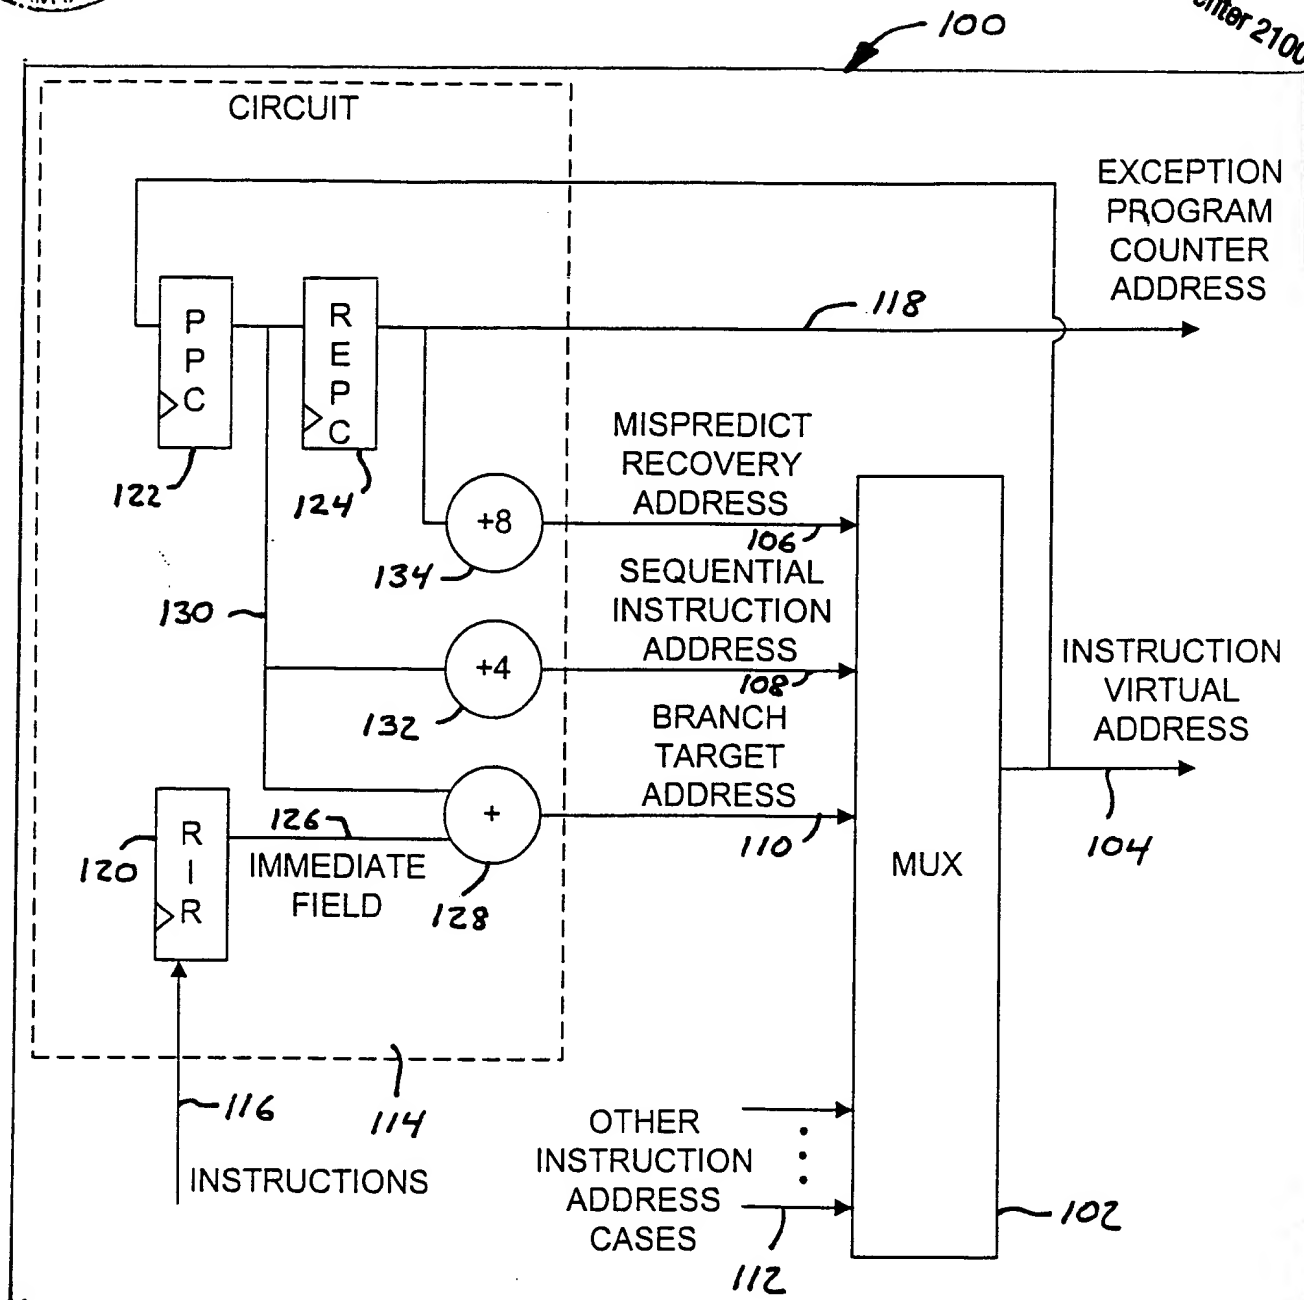 enter 2100
100
CIRCUIT
EXCEPTION
PROGRAM
COUNTER
ADDRESS
118
P
P
C
R
E
P
C
122
124
MISPREDICT
RECOVERY
ADDRESS
106
+8
134
SEQUENTIAL
INSTRUCTION
ADDRESS
108
130
+4
132
INSTRUCTION
VIRTUAL
ADDRESS
104
BRANCH
TARGET
ADDRESS
110
+
128
126
IMMEDIATE
FIELD
R
I
R
120
MUX
116
114
INSTRUCTIONS
OTHER
INSTRUCTION
ADDRESS
CASES
112
102